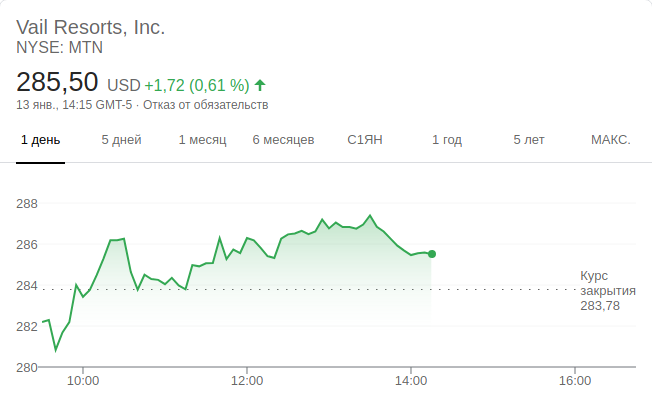 Vail Resorts, Inc.
NYSE: MTN
285,50 USD +1,72 (0,61 %)
13 янв., 14:15 GMT-5 · Отказ от обязательств
1 день 5 дней 1 месяц 6 месяцев С1ЯН 1 год 5 лет МАКС.
288
286
284
282
280
Курс
закрытия
283,78
10:00 12:00 14:00 16:00